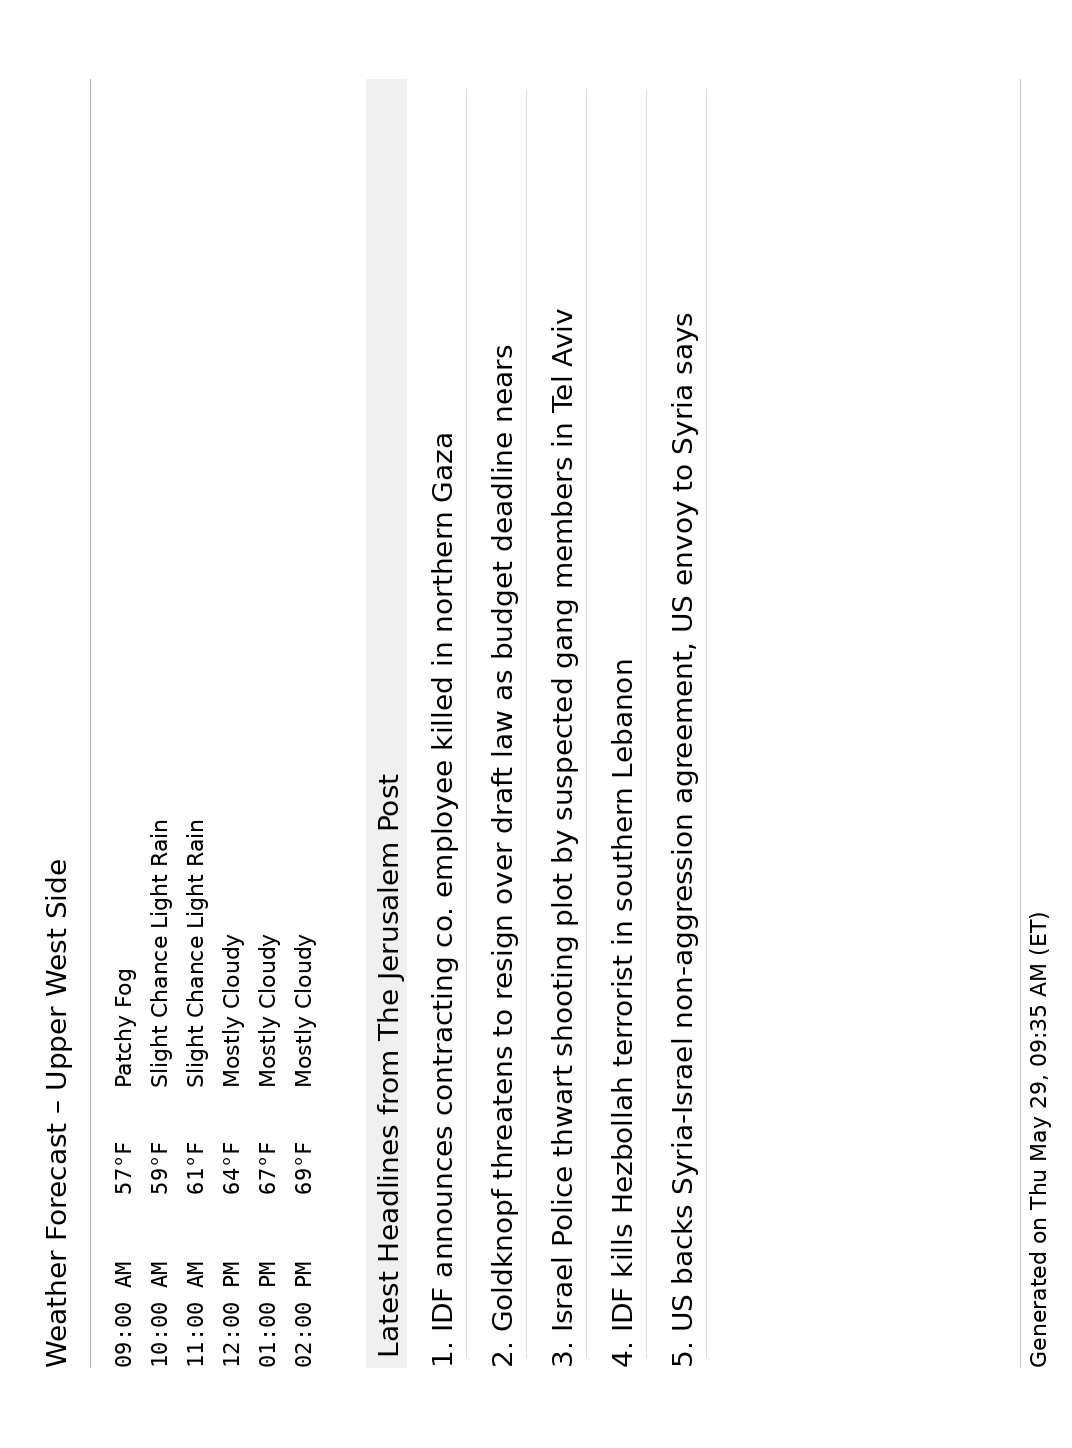 Weather Forecast – Upper West Side
09:00 AM 57°F Patchy Fog
10:00 AM 59°F Slight Chance Light Rain
11:00 AM 61°F Slight Chance Light Rain
12:00 PM 64°F Mostly Cloudy
01:00 PM 67°F Mostly Cloudy
02:00 PM 69°F Mostly Cloudy
Latest Headlines from The Jerusalem Post
1. IDF announces contracting co. employee killed in northern Gaza
2. Goldknopf threatens to resign over draft law as budget deadline nears
3. Israel Police thwart shooting plot by suspected gang members in Tel Aviv
4. IDF kills Hezbollah terrorist in southern Lebanon
5. US backs Syria-Israel non-aggression agreement, US envoy to Syria says
Generated on Thu May 29, 09:35 AM (ET)